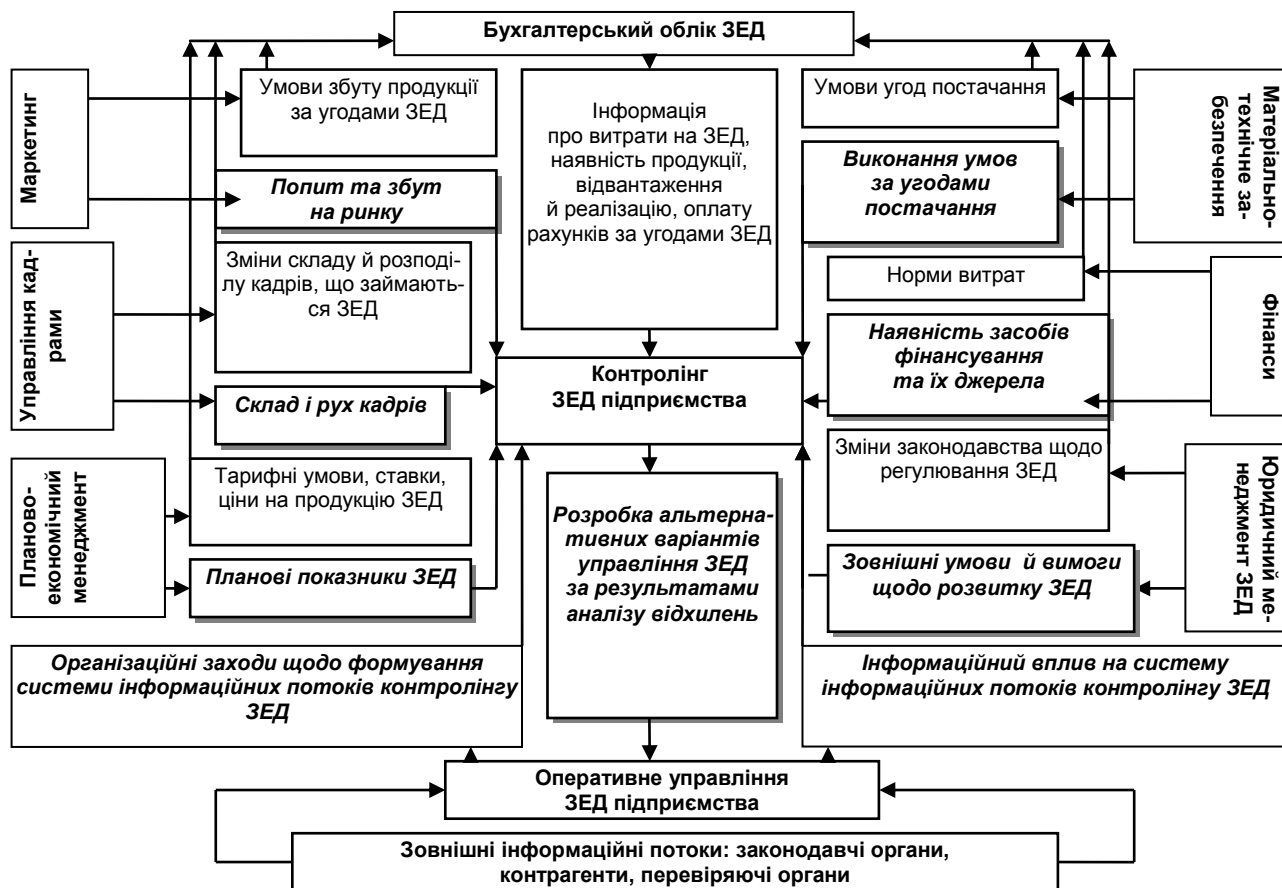 Бухгалтерський облік ЗЕД
Маркетинг
Умови збуту продукції
за угодами ЗЕД
Попит та збут
на ринку
Управління кад-
рами
Зміни складу й розподі-
лу кадрів, що займають-
ся ЗЕД
Склад і рух кадрів
Планово-
економічний
менеджмент
Тарифні умови, ставки,
ціни на продукцію ЗЕД
Планові показники ЗЕД
Організаційні заходи щодо формування
системи інформаційних потоків контролінгу
ЗЕД
Інформація
про витрати на ЗЕД,
наявність продукції,
відвантаження
й реалізацію, оплату
рахунків за угодами ЗЕД
Контролінг
ЗЕД підприємства
Розробка альтерна-
тивних варіантів
управління ЗЕД
за результатами
аналізу відхилень
Умови угод постачання
Виконання умов
за угодами
постачання
Матеріально-
технічне за-
безпечення
Норми витрат
Наявність засобів
фінансування
та їх джерела
Фінанси
Зміни законодавства щодо
регулювання ЗЕД
Зовнішні умови й вимоги
щодо розвитку ЗЕД
Юридичний ме-
неджмент ЗЕД
Інформаційний вплив на систему
інформаційних потоків контролінгу ЗЕД
Оперативне управління
ЗЕД підприємства
Зовнішні інформаційні потоки: законодавчі органи,
контрагенти, перевіряючі органи